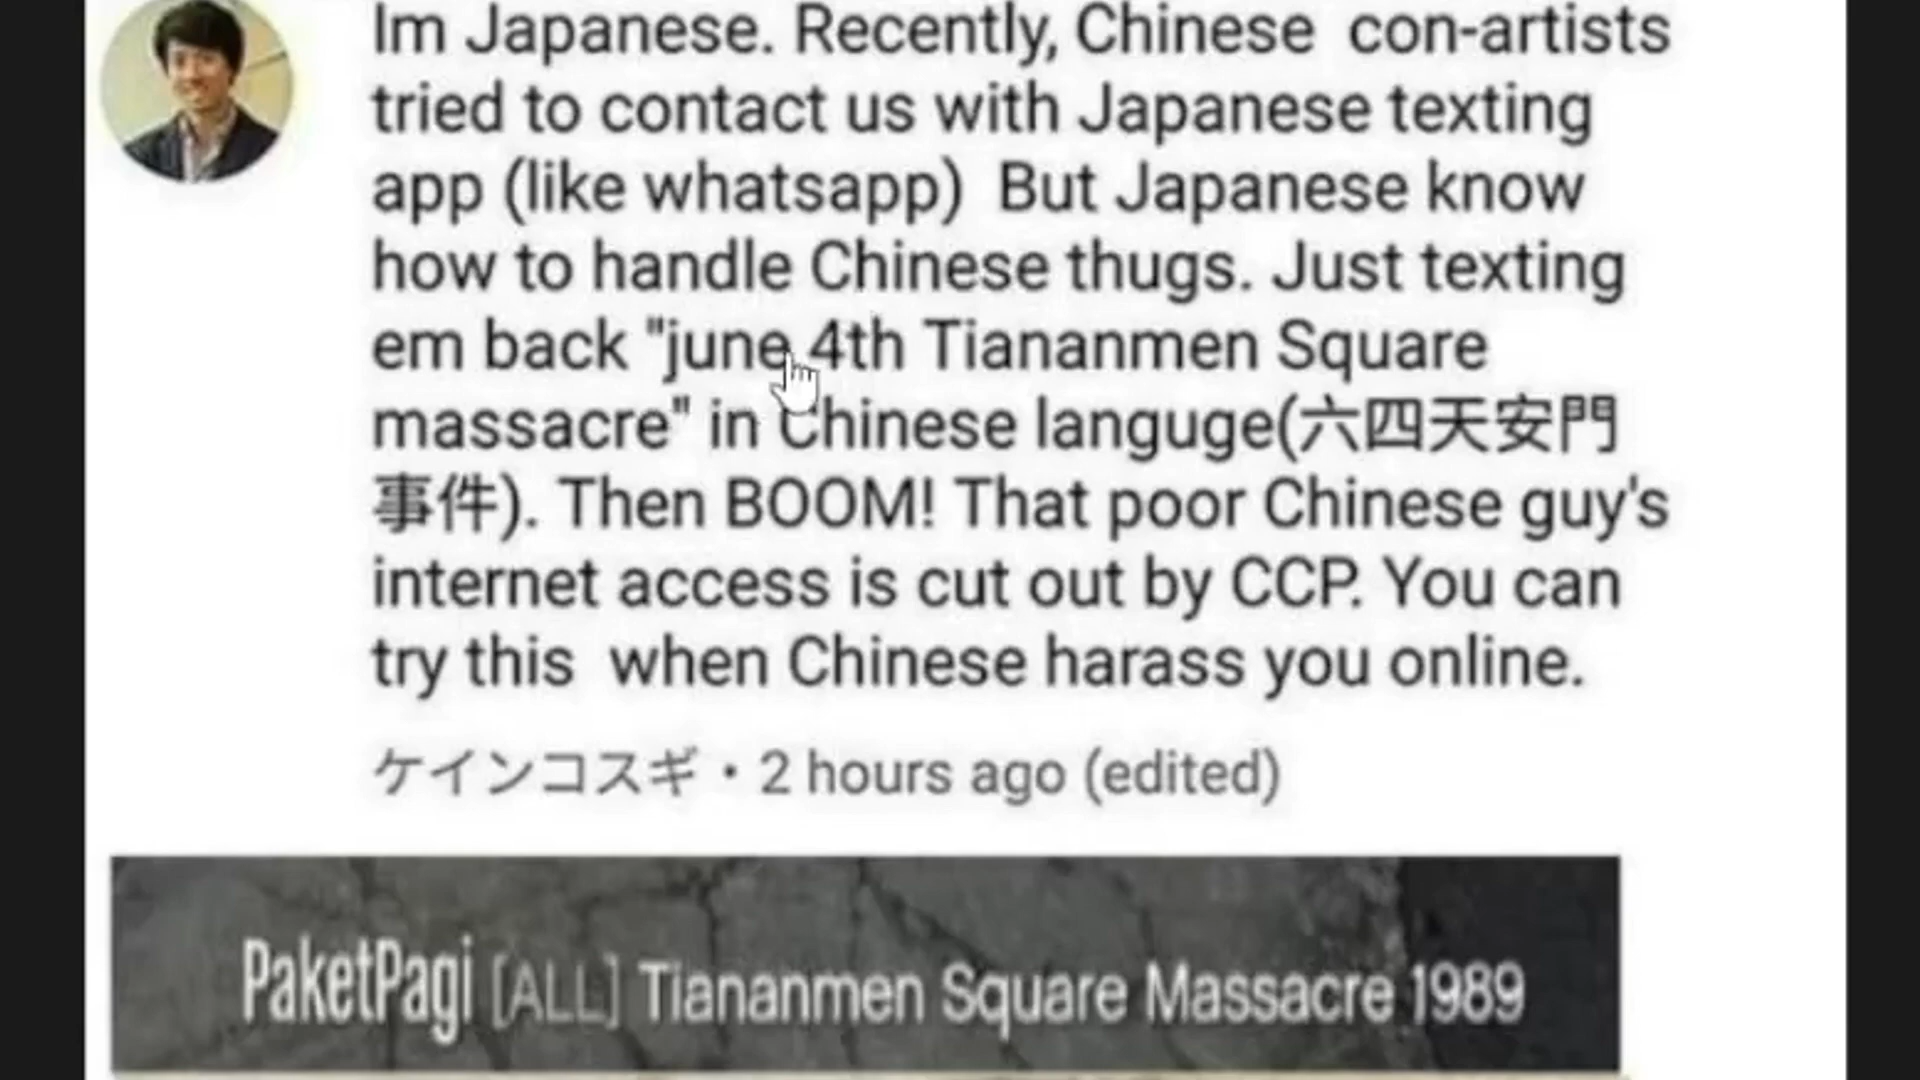 Im Japanese. Recently, Chinese con-artists
tried to contact us with Japanese texting
app (like whatsapp) But Japanese know
how to handle Chinese thugs. Just texting
em back "june 4th Tiananmen Square
massacre" in Chinese languge(六四天安門
事件). Then BOOM! That poor Chinese guy's
internet access is cut out by CCP. You can
try this when Chinese harass you online.
ケインコスギ・2 hours ago (edited)
PaketPagi [ALL] Tiananmen Square Massacre 1989